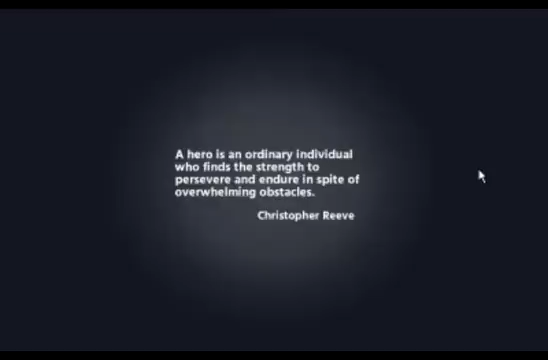 A hero is an ordinary individual
who finds the strength to
persevere and endure in spite of
overwhelming obstacles.
Christopher Reeve